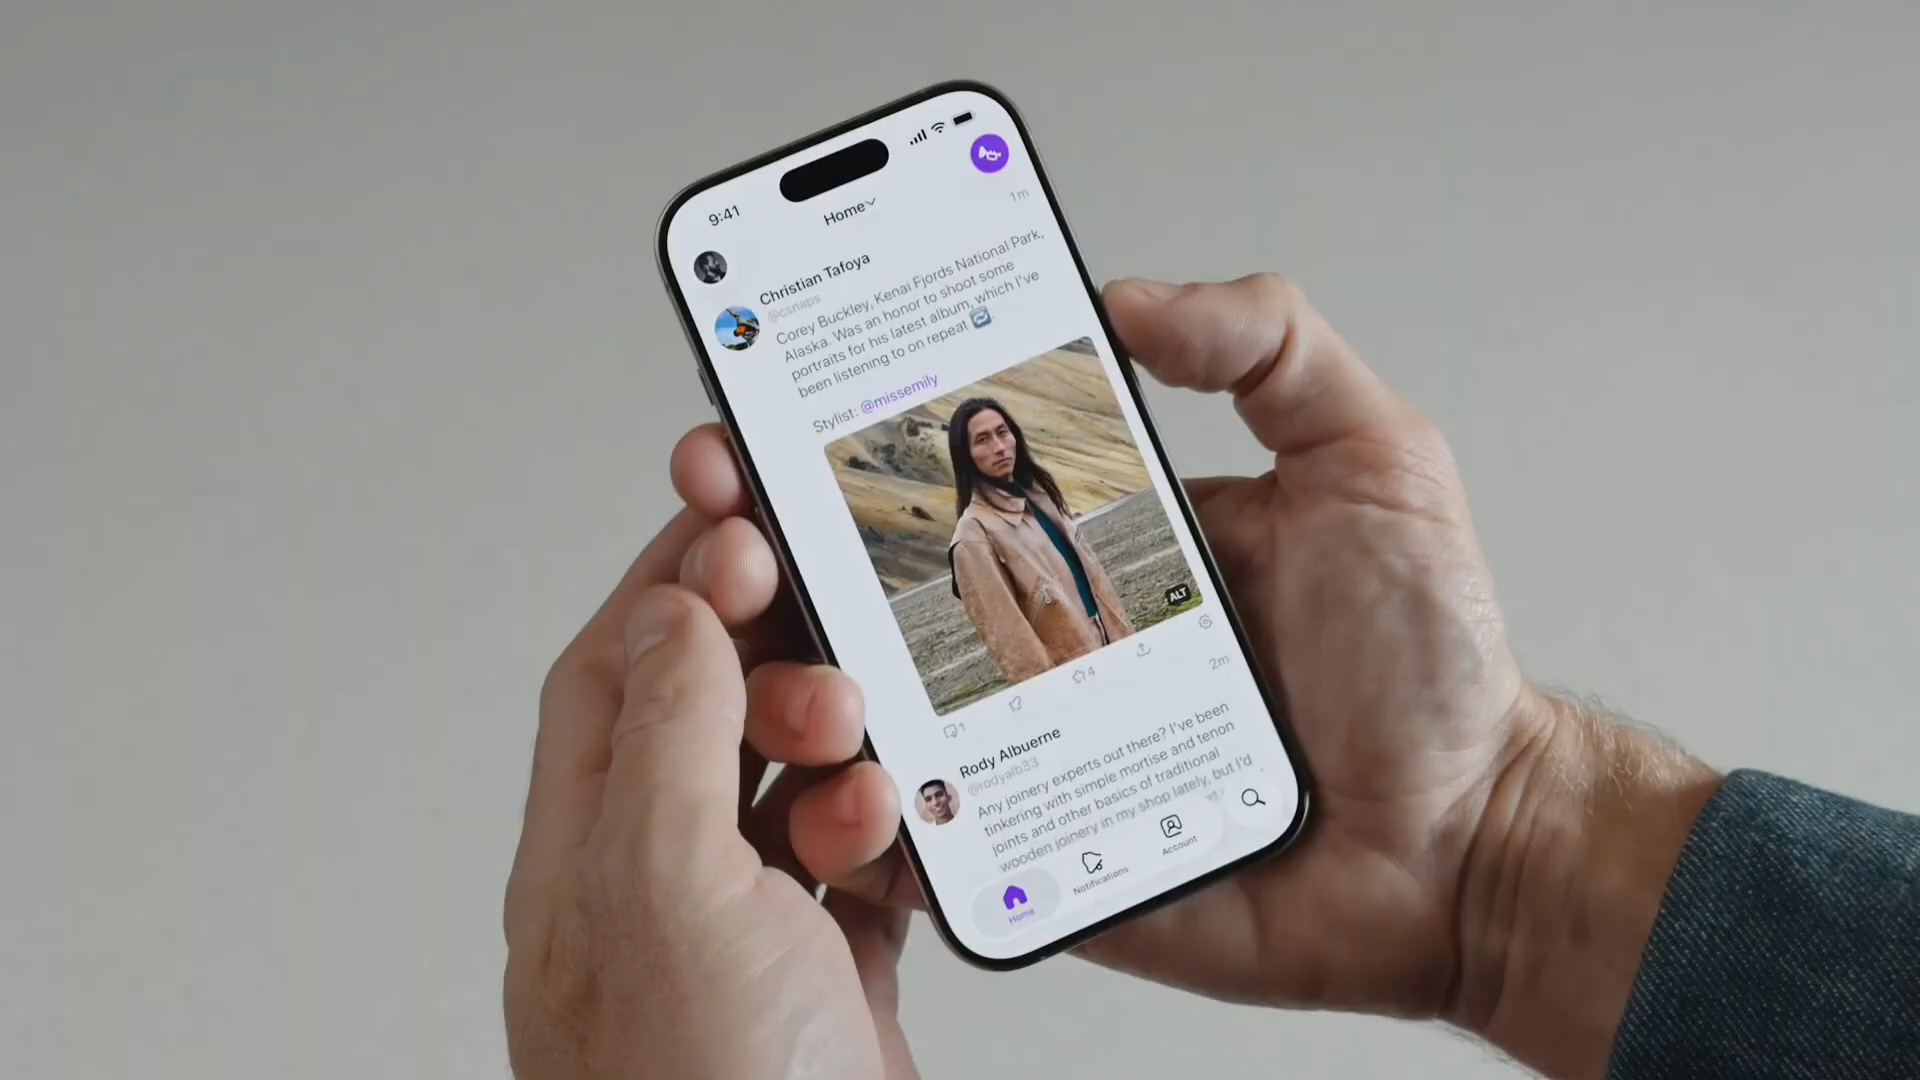 9:41
Home
1m
Christian Tafoya
@csnaps
Corey Buckley, Kenai Fjords National Park,
Alaska. Was an honor to shoot some
portraits for his latest album, which I've
been listening to on repeat
Stylist: @missemily
ALT
1
4
2m
Rody Albuerne
@rodyalb33
Any joinery experts out there? I've been
tinkering with simple mortise and tenon
joints and other basics of traditional
wooden joinery in my shop lately, but I'd
Home
Notifications
Account